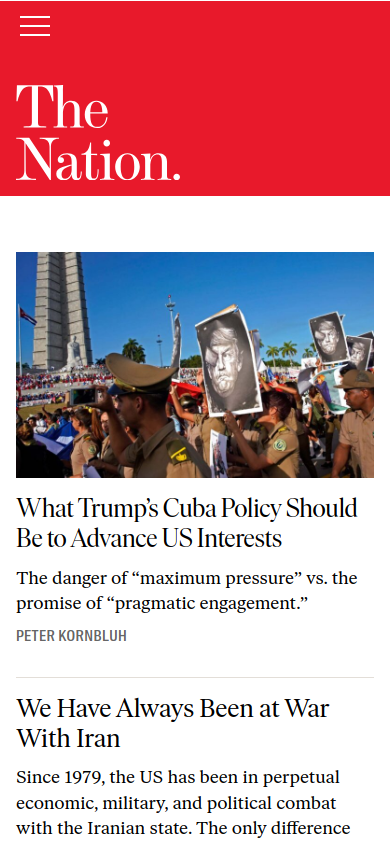 The
Nation.
What Trump's Cuba Policy Should
Be to Advance US Interests
The danger of “maximum pressure” vs. the
promise of “pragmatic engagement.”
PETER KORNBLUH
We Have Always Been at War
With Iran
Since 1979, the US has been in perpetual
economic, military, and political combat
with the Iranian state. The only difference